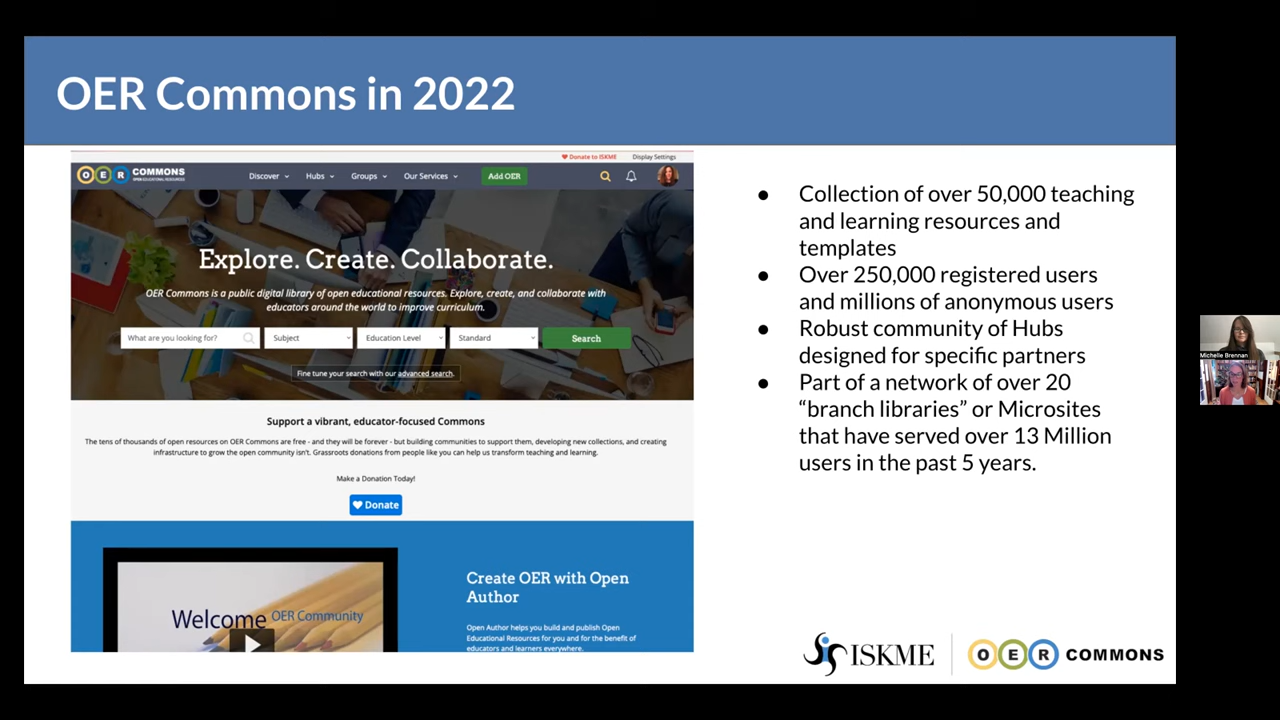 OER Commons in 2022
Donate to ISKME
Display Settings
OER COMMONS
OPEN EDUCATIONAL RESOURCES
Discover
Hubs
Groups
Our Services
Add OER
Explore. Create. Collaborate.
OER Commons is a public digital library of open educational resources. Explore, create, and collaborate with
educators around the world to improve curriculum.
What are you looking for?
Subject
Education Level
Standard
Search
Fine tune your search with our advanced search.
Support a vibrant, educator-focused Commons
The tens of thousands of open resources on OER Commons are free - and they will be forever - but building communities to support them, developing new collections, and creating
infrastructure to grow the open community isn't. Grassroots donations from people like you can help us transform teaching and learning.
Make a Donation Today!
Donate
Welcome OER Community
Create OER with Open
Author
Open Author helps you build and publish Open
Educational Resources for you and for the benefit of
educators and learners everywhere.
● Collection of over 50,000 teaching
and learning resources and
templates
● Over 250,000 registered users
and millions of anonymous users
● Robust community of Hubs
designed for specific partners
● Part of a network of over 20
“branch libraries” or Microsites
that have served over 13 Million
users in the past 5 years.
ISKME
OER COMMONS
Michelle Brennan